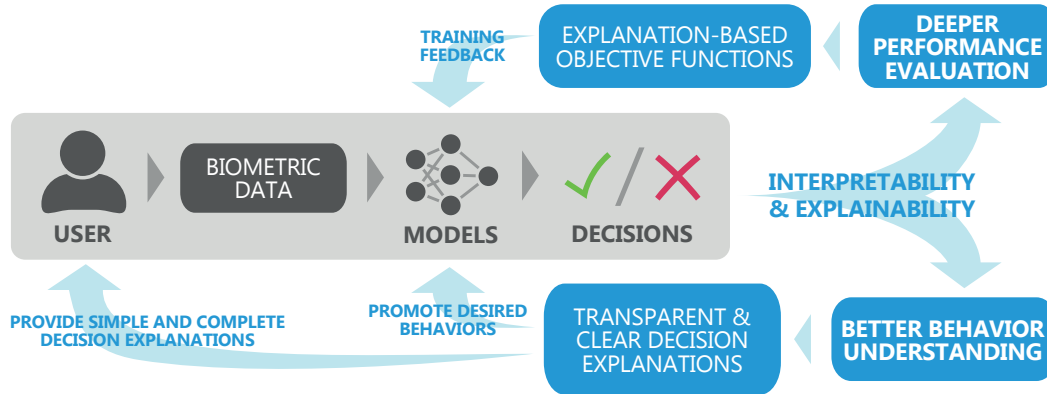 TRAINING
FEEDBACK
EXPLANATION-BASED
OBJECTIVE FUNCTIONS
DEEPER
PERFORMANCE
EVALUATION
BIOMETRIC
DATA
USER
MODELS
DECISIONS
INTERPRETABILITY
& EXPLAINABILITY
PROVIDE SIMPLE AND COMPLETE
DECISION EXPLANATIONS
PROMOTE DESIRED
BEHAVIORS
TRANSPARENT &
CLEAR DECISION
EXPLANATIONS
BETTER BEHAVIOR
UNDERSTANDING